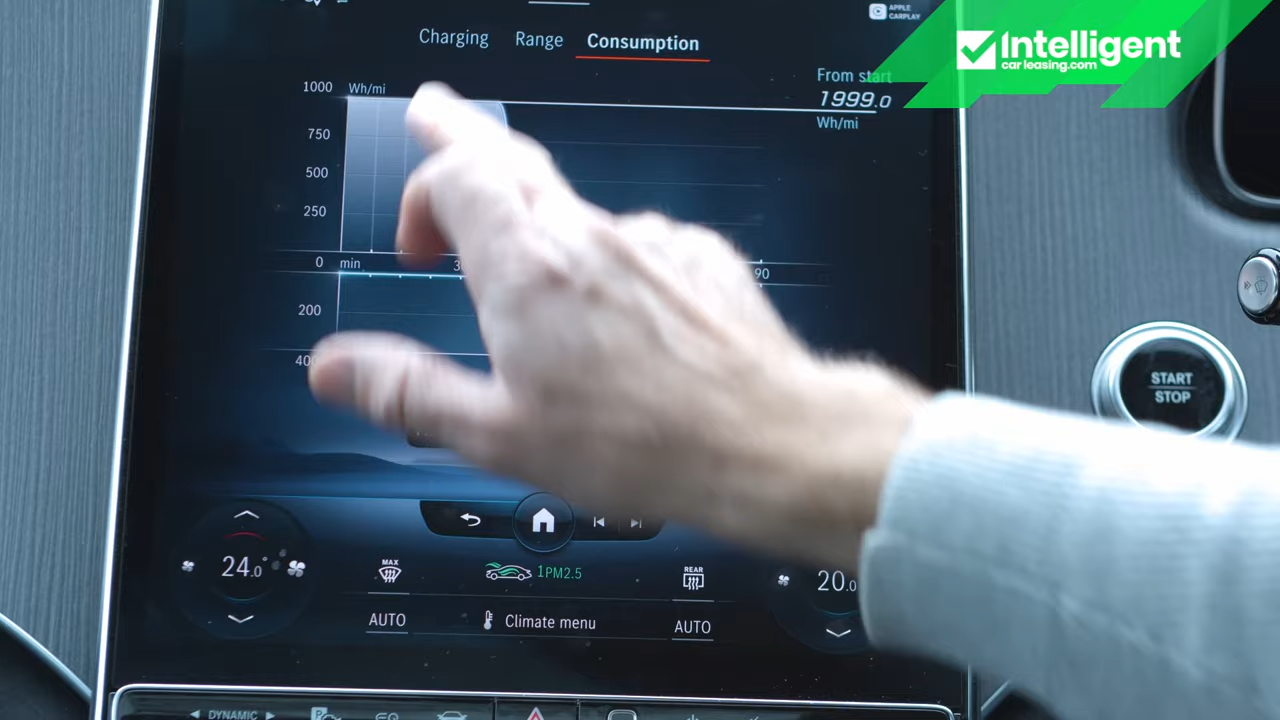 APPLE
CARPLAY
Intelligent
carleasing.com
Charging
Range
Consumption
From start
1999.0
Wh/mi
1000
Wh/mi
750
500
250
0
min
90
200
24.0
MAX
1PM2.5
REAR
20.0
AUTO
Climate menu
AUTO
START
STOP
DYNAMIC